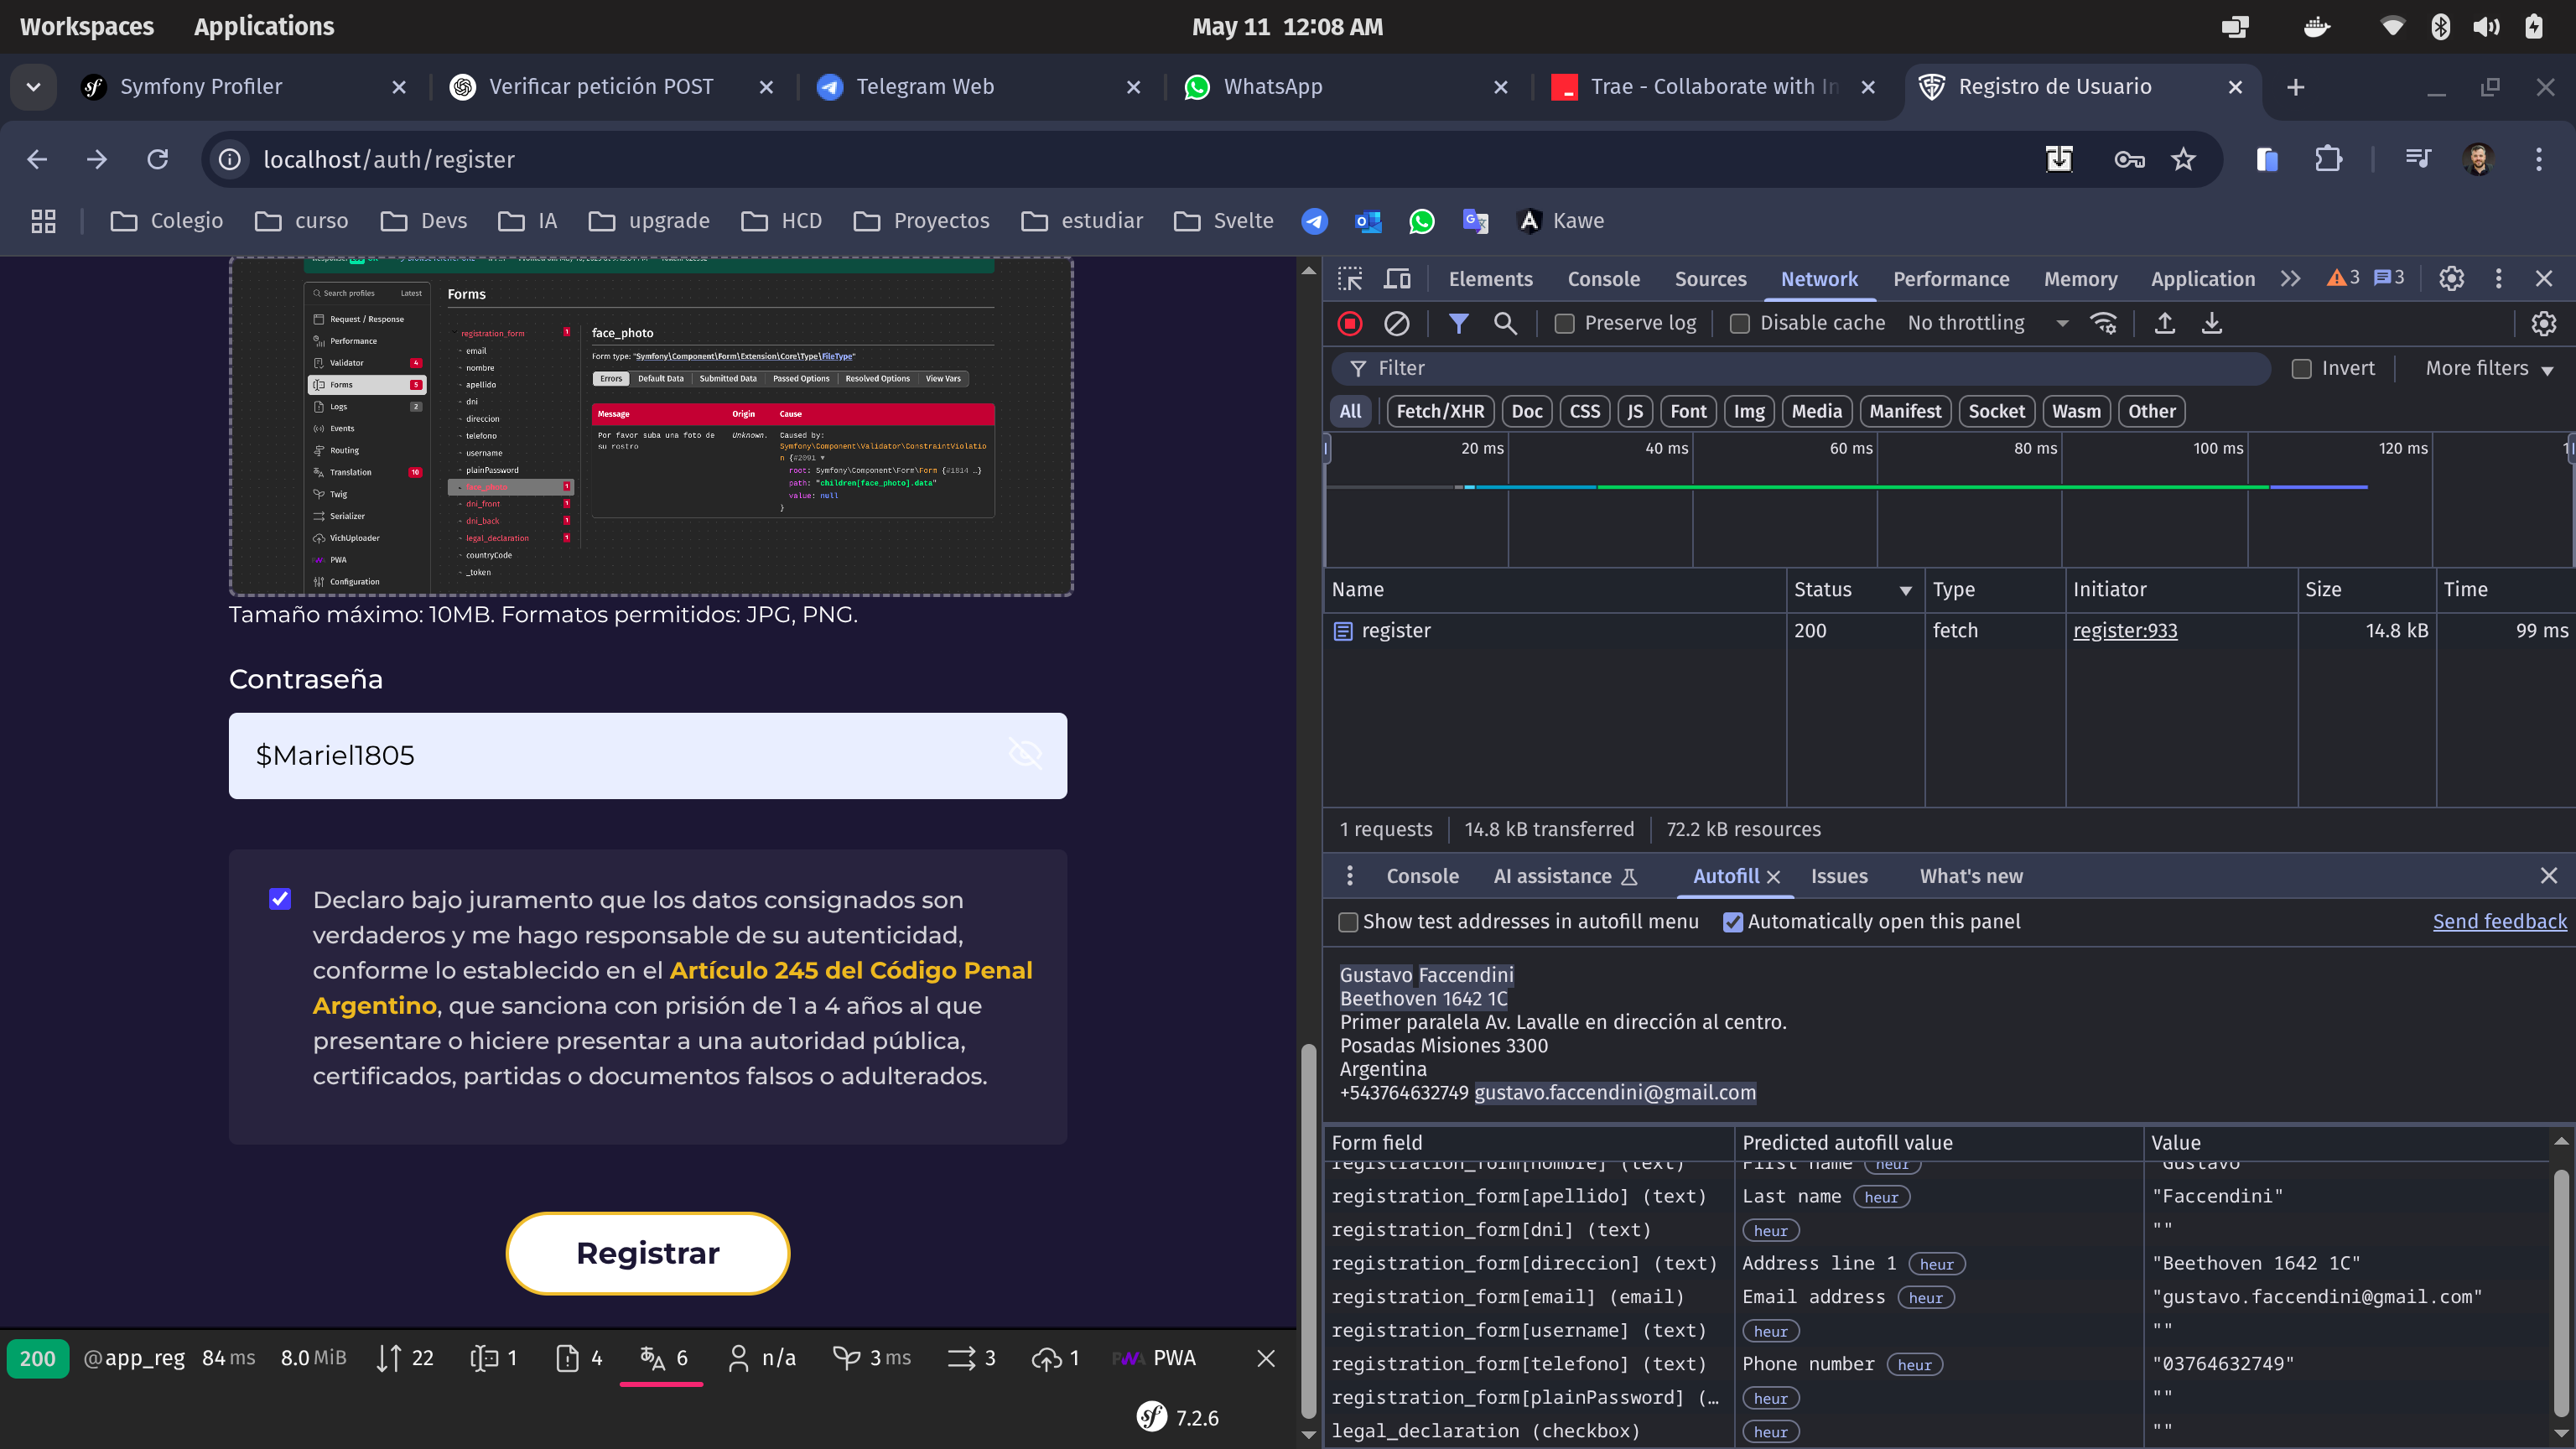 Workspaces Applications May 11 12:08 AM
Symfony Profiler Verificar petición POST Telegram Web WhatsApp Trae - Collaborate with In Registro de Usuario
localhost/auth/register
Colegio curso Devs IA upgrade HCD Proyectos estudiar Svelte Kawe
Search profiles Latest
Request / Response
Performance
Validator 4
Forms 5
Logs 2
Events
Routing
Translation 10
Twig
Serializer
VichUploader
PWA
Configuration
Forms
registration_form 1
email
nombre
apellido
dni
direccion
telefono
username
plainPassword
face_photo 1
dni_front 1
dni_back 1
legal_declaration 1
countryCode
_token
face_photo
Form type: "Symfony\Component\Form\Extension\Core\Type\FileType"
Errors Default Data Submitted Data Passed Options Resolved Options View Vars
Message Origin Cause
Por favor suba una foto de su rostro Unknown. Caused by:
Symfony\Component\Validator\ConstraintViolatio
n {#2091
root: Symfony\Component\Form\Form {#1814 …}
path: "children[face_photo].data"
value: null
}
Tamaño máximo: 10MB. Formatos permitidos: JPG, PNG.
Contraseña
$Mariel1805
Declaro bajo juramento que los datos consignados son
verdaderos y me hago responsable de su autenticidad,
conforme lo establecido en el Artículo 245 del Código Penal
Argentino, que sanciona con prisión de 1 a 4 años al que
presentare o hiciere presentar a una autoridad pública,
certificados, partidas o documentos falsos o adulterados.
Registrar
200 @app_reg 84 ms 8.0 MiB 22 1 4 6 n/a 3 ms 3 1 PWA
7.2.6
Elements Console Sources Network Performance Memory Application 3 3
Preserve log Disable cache No throttling
Filter Invert More filters
All Fetch/XHR Doc CSS JS Font Img Media Manifest Socket Wasm Other
20 ms 40 ms 60 ms 80 ms 100 ms 120 ms
Name Status Type Initiator Size Time
register 200 fetch register:933 14.8 kB 99 ms
1 requests 14.8 kB transferred 72.2 kB resources
Console AI assistance Autofill Issues What's new
Show test addresses in autofill menu Automatically open this panel Send feedback
Gustavo Faccendini
Beethoven 1642 1C
Primer paralela Av. Lavalle en dirección al centro.
Posadas Misiones 3300
Argentina
+543764632749 gustavo.faccendini@gmail.com
Form field Predicted autofill value Value
registration_form[nombre] (text) First name heur "Gustavo"
registration_form[apellido] (text) Last name heur "Faccendini"
registration_form[dni] (text) heur ""
registration_form[direccion] (text) Address line 1 heur "Beethoven 1642 1C"
registration_form[email] (email) Email address heur "gustavo.faccendini@gmail.com"
registration_form[username] (text) heur ""
registration_form[telefono] (text) Phone number heur "03764632749"
registration_form[plainPassword] (… heur ""
legal_declaration (checkbox) heur ""